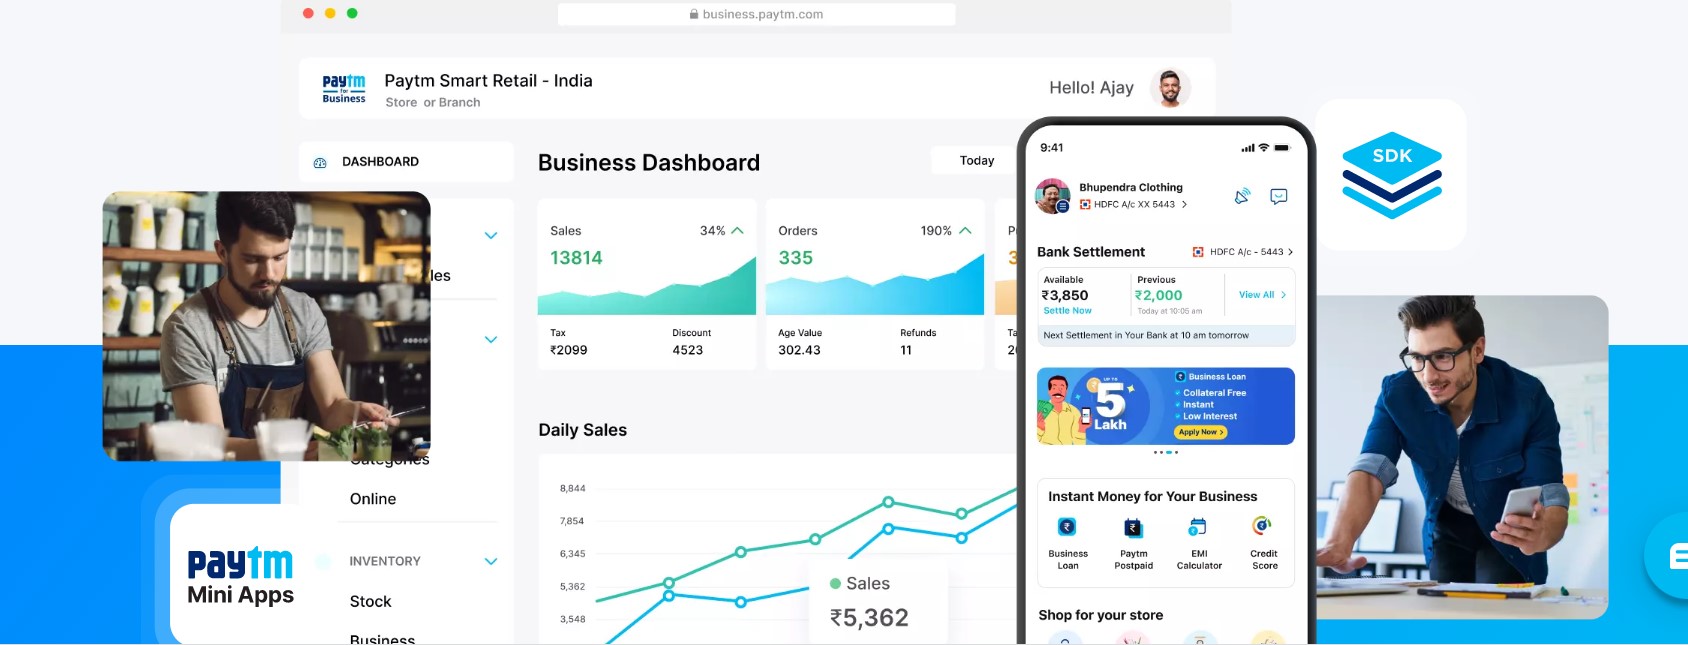 business.paytm.com
paytm
for
Business
Paytm Smart Retail - India
Store or Branch
Hello! Ajay
DASHBOARD
Business Dashboard
Today
Sales
34%
13814
Tax
Discount
₹2099
4523
Orders
190%
335
Age Value
Refunds
302.43
11
Daily Sales
8,844
7,854
6,345
5,362
3,548
Sales
₹5,362
les
Categories
Online
INVENTORY
Stock
Business
paytm
Mini Apps
9:41
Bhupendra Clothing
HDFC A/c XX 5443
Bank Settlement
HDFC A/c - 5443
Available
Previous
₹3,850
₹2,000
View All
Settle Now
Today at 10:05 am
Next Settlement in Your Bank at 10 am tomorrow
UP TO
5
Lakh
Business Loan
Collateral Free
Instant
Low Interest
Apply Now >
Instant Money for Your Business
Business
Loan
Paytm
Postpaid
EMI
Calculator
Credit
Score
Shop for your store
SDK